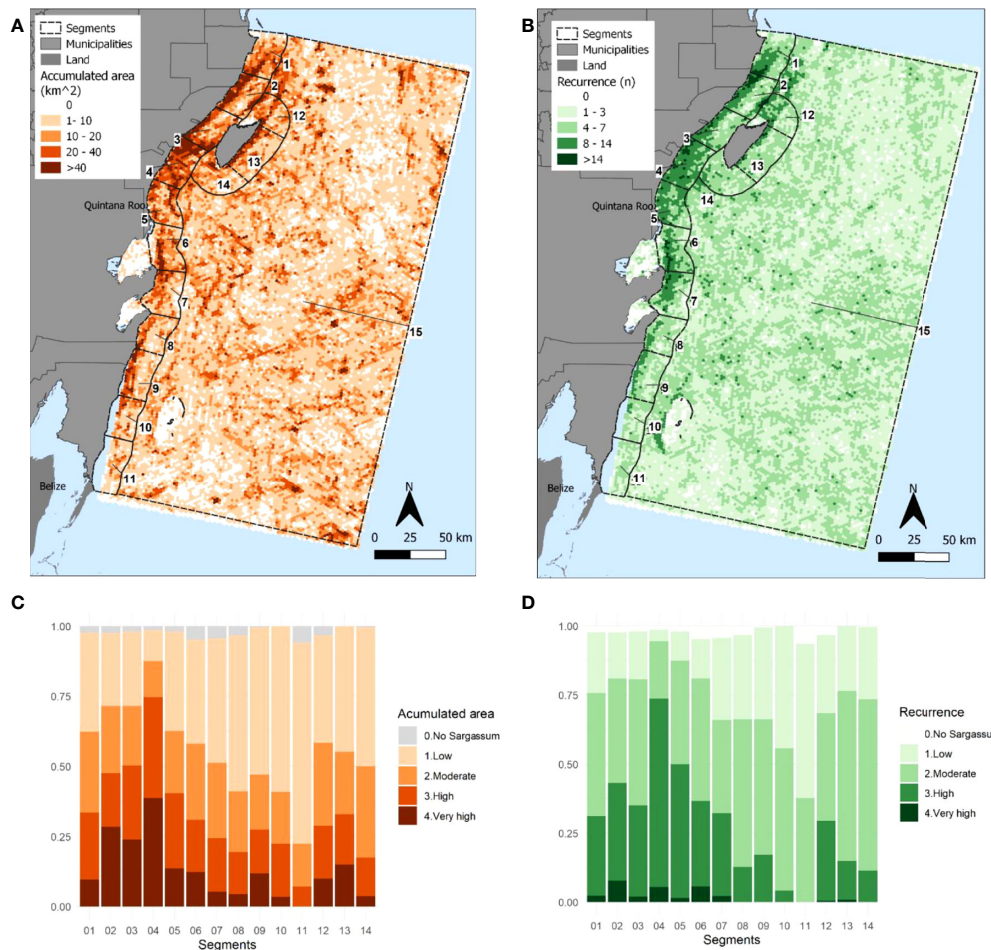 A
Segments
Municipalities
Land
Accumulated area
(km^2)
0
1- 10
10 - 20
20 - 40
>40
1
2
3
12
13
14
4
Quintana Roo
5
6
7
15
8
9
10
11
Belize
N
0 25 50 km
B
Segments
Municipalities
Land
Recurrence (n)
0
1 - 3
4 - 7
8 - 14
>14
1
2
12
3
13
4
14
Quintana Roo
5
6
7
15
8
9
10
11
Belize
N
0 25 50 km
C
1.00
0.75
0.50
0.25
0.00
01 02 03 04 05 06 07 08 09 10 11 12 13 14
Segments
Acumulated area
0.No Sargassum
1.Low
2.Moderate
3.High
4.Very high
D
1.00
0.75
0.50
0.25
0.00
01 02 03 04 05 06 07 08 09 10 11 12 13 14
Segments
Recurrence
0.No Sargassum
1.Low
2.Moderate
3.High
4.Very high